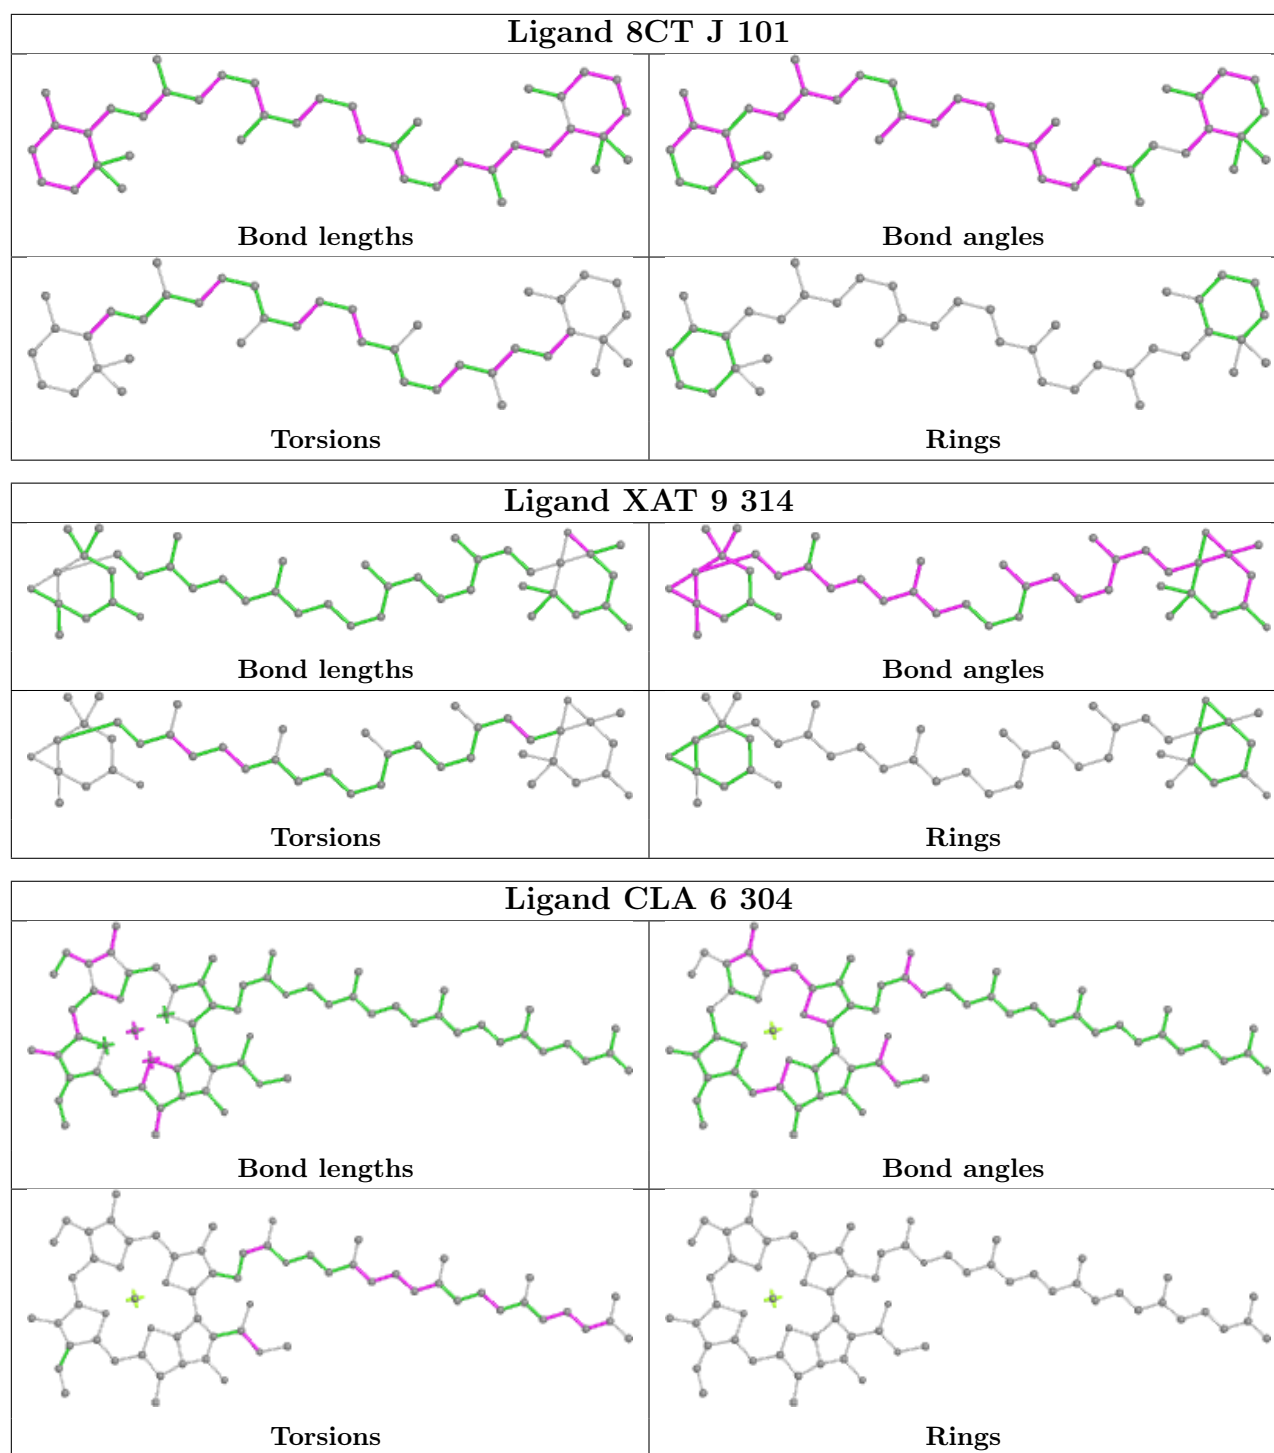 Ligand 8CT J 101
Bond lengths
Bond angles
Torsions
Rings
Ligand XAT 9 314
Bond lengths
Bond angles
Torsions
Rings
Ligand CLA 6 304
Bond lengths
Bond angles
Torsions
Rings